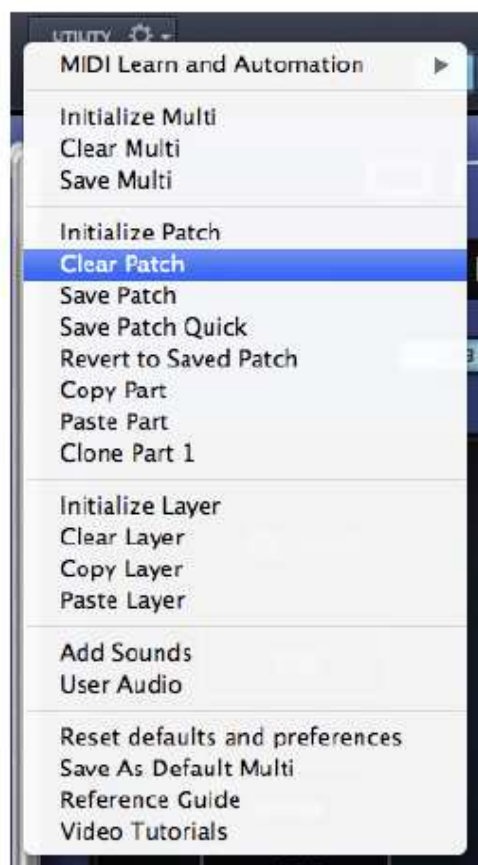 UTILITY
MIDI Learn and Automation
Initialize Multi
Clear Multi
Save Multi
Initialize Patch
Clear Patch
Save Patch
Save Patch Quick
Revert to Saved Patch
Copy Part
Paste Part
Clone Part 1
Initialize Layer
Clear Layer
Copy Layer
Paste Layer
Add Sounds
User Audio
Reset defaults and preferences
Save As Default Multi
Reference Guide
Video Tutorials